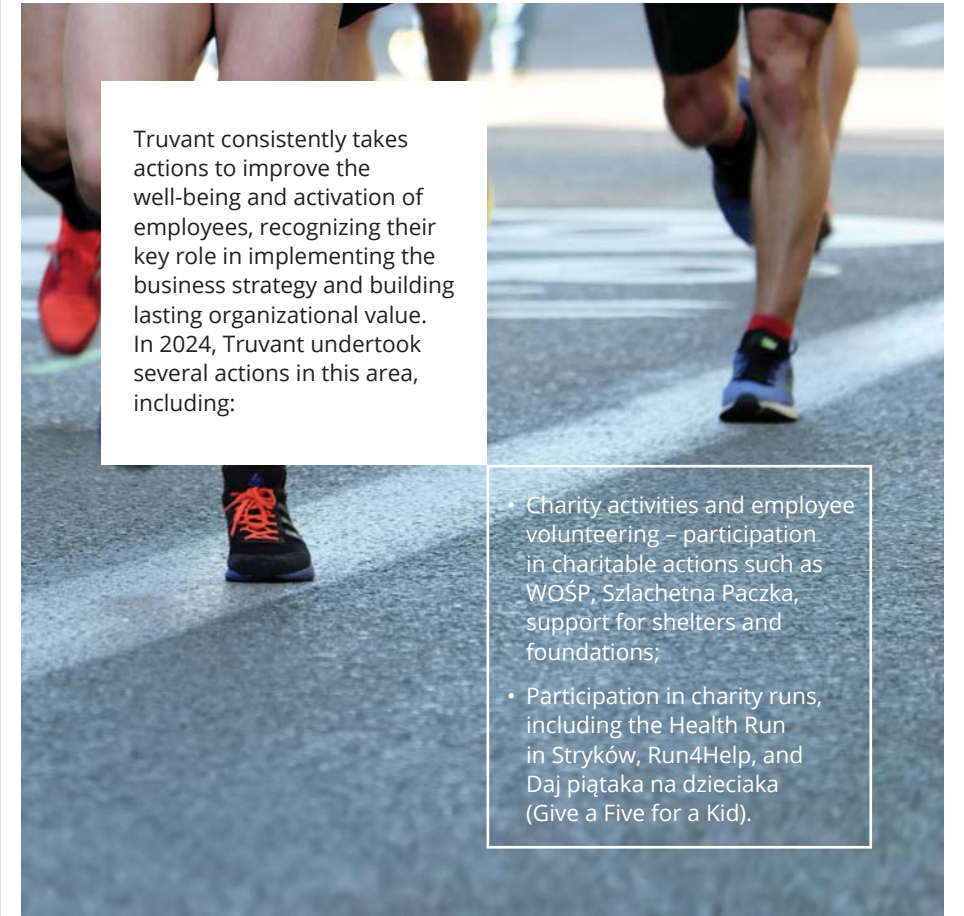 Truvant consistently takes
actions to improve the
well-being and activation of
employees, recognizing their
key role in implementing the
business strategy and building
lasting organizational value.
In 2024, Truvant undertook
several actions in this area,
including:
• Charity activities and employee
volunteering – participation
in charitable actions such as
WOŚP, Szlachetna Paczka,
support for shelters and
foundations;
• Participation in charity runs,
including the Health Run
in Stryków, Run4Help, and
Daj piątaka na dzieciaka
(Give a Five for a Kid).